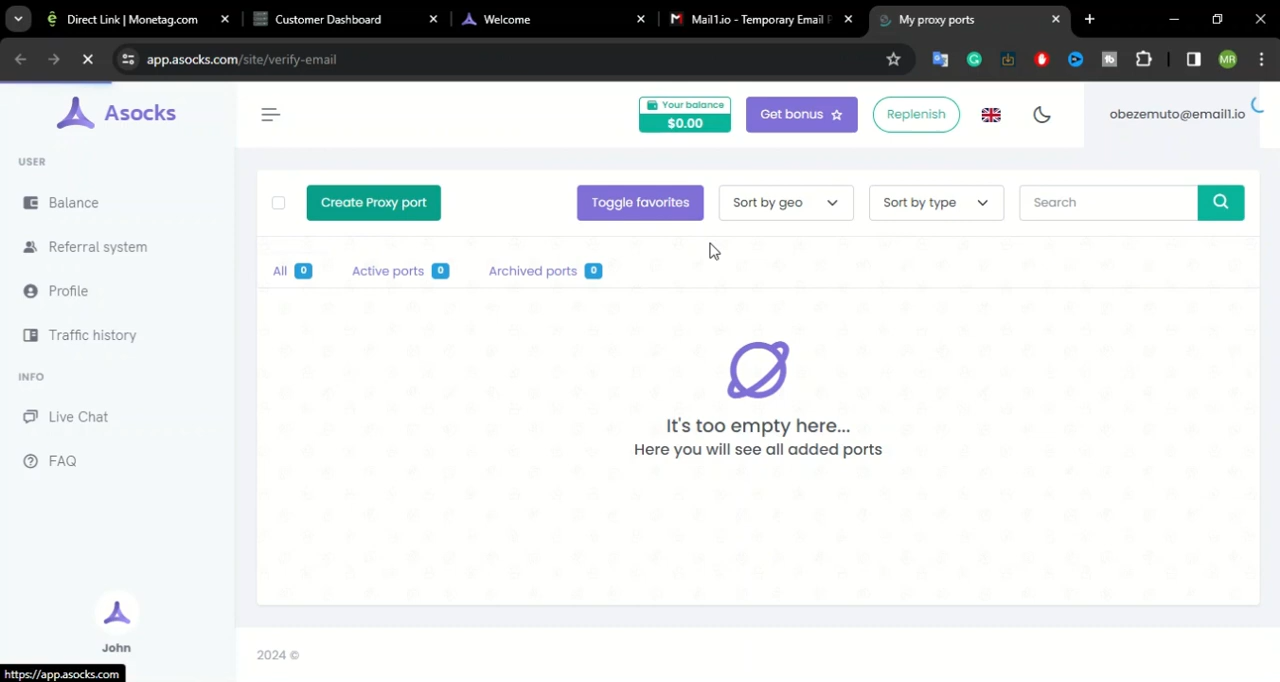 Direct Link | Monetag.com
Customer Dashboard
Welcome
Mail1.io - Temporary Email
My proxy ports
app.asocks.com/site/verify-email
MR
Asocks
Your balance
$0.00
Get bonus
Replenish
obezemuto@email1.io
USER
Balance
Referral system
Profile
Traffic history
INFO
Live Chat
FAQ
John
Create Proxy port
Toggle favorites
Sort by geo
Sort by type
Search
All 0
Active ports 0
Archived ports 0
It's too empty here...
Here you will see all added ports
2024 ©
https://app.asocks.com